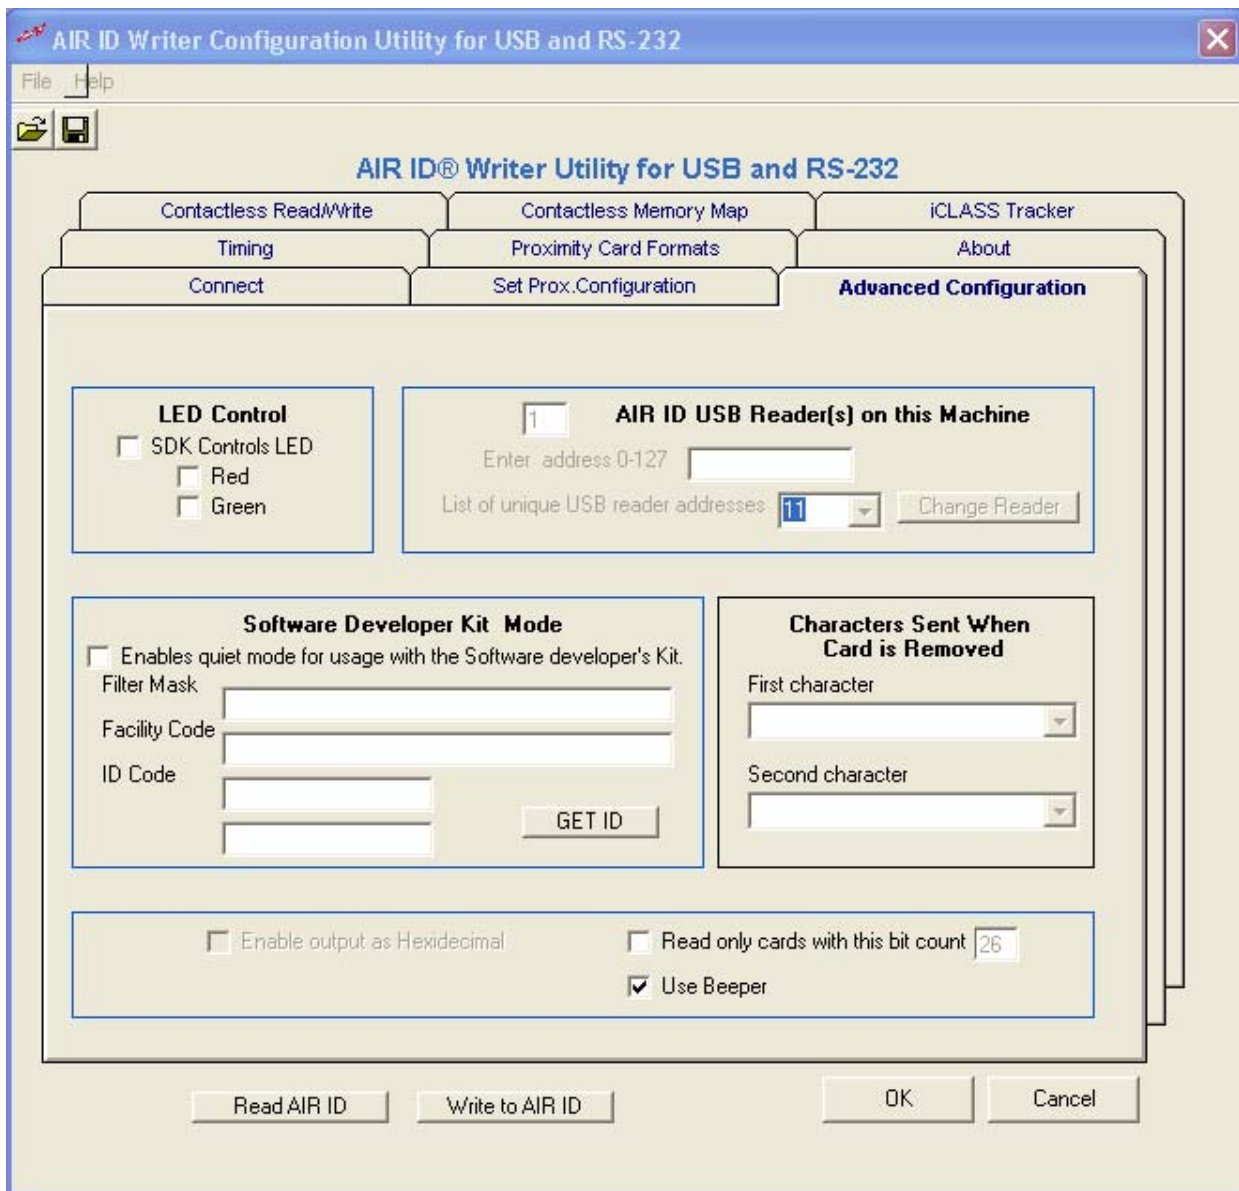 AIR ID Writer Configuration Utility for USB and RS-232
File Help
AIR ID® Writer Utility for USB and RS-232
Contactless Read/Write Contactless Memory Map iCLASS Tracker
Timing Proximity Card Formats About
Connect Set Prox.Configuration Advanced Configuration
LED Control
SDK Controls LED
Red
Green
1 AIR ID USB Reader(s) on this Machine
Enter address 0-127
List of unique USB reader addresses 11 Change Reader
Software Developer Kit Mode
Enables quiet mode for usage with the Software developer's Kit.
Filter Mask
Facility Code
ID Code
GET ID
Characters Sent When
Card is Removed
First character
Second character
Enable output as Hexidecimal
Read only cards with this bit count 26
Use Beeper
Read AIR ID Write to AIR ID OK Cancel